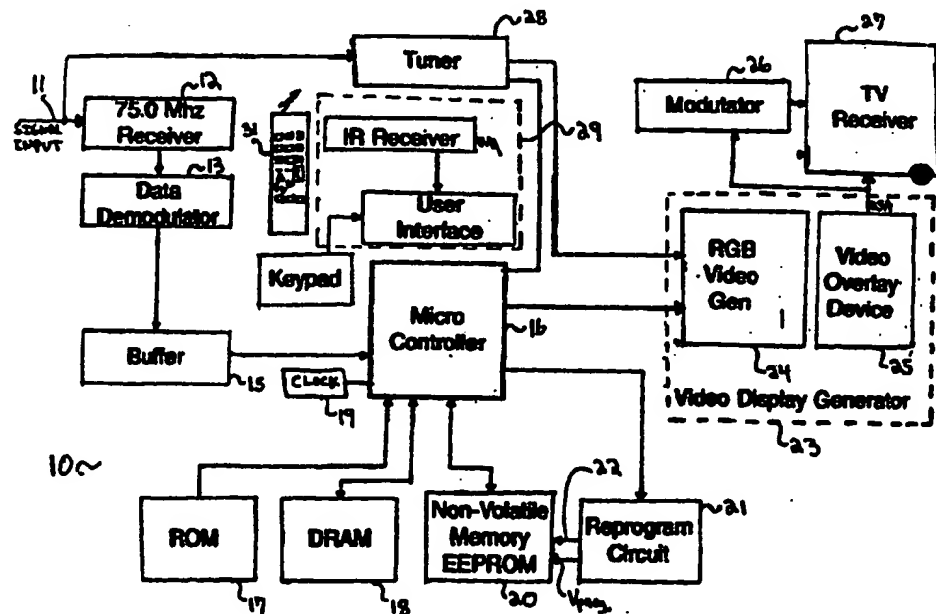 28
Tuner
27
TV
Receiver
26
Modulator
11
SIGNAL
INPUT
12
75.0 Mhz
Receiver
31
IR Receiver
29
13
Data
Demodulator
User
Interface
Keypad
RGB
Video
Gen
Video
Overlay
Device
Micro
Controller
16
Buffer
15
CLOCK
19
24
25
Video Display Generator
23
10~
22
21
ROM
DRAM
Non-Volatile
Memory
EEPROM
Reprogram
Circuit
17
18
20
Vprog